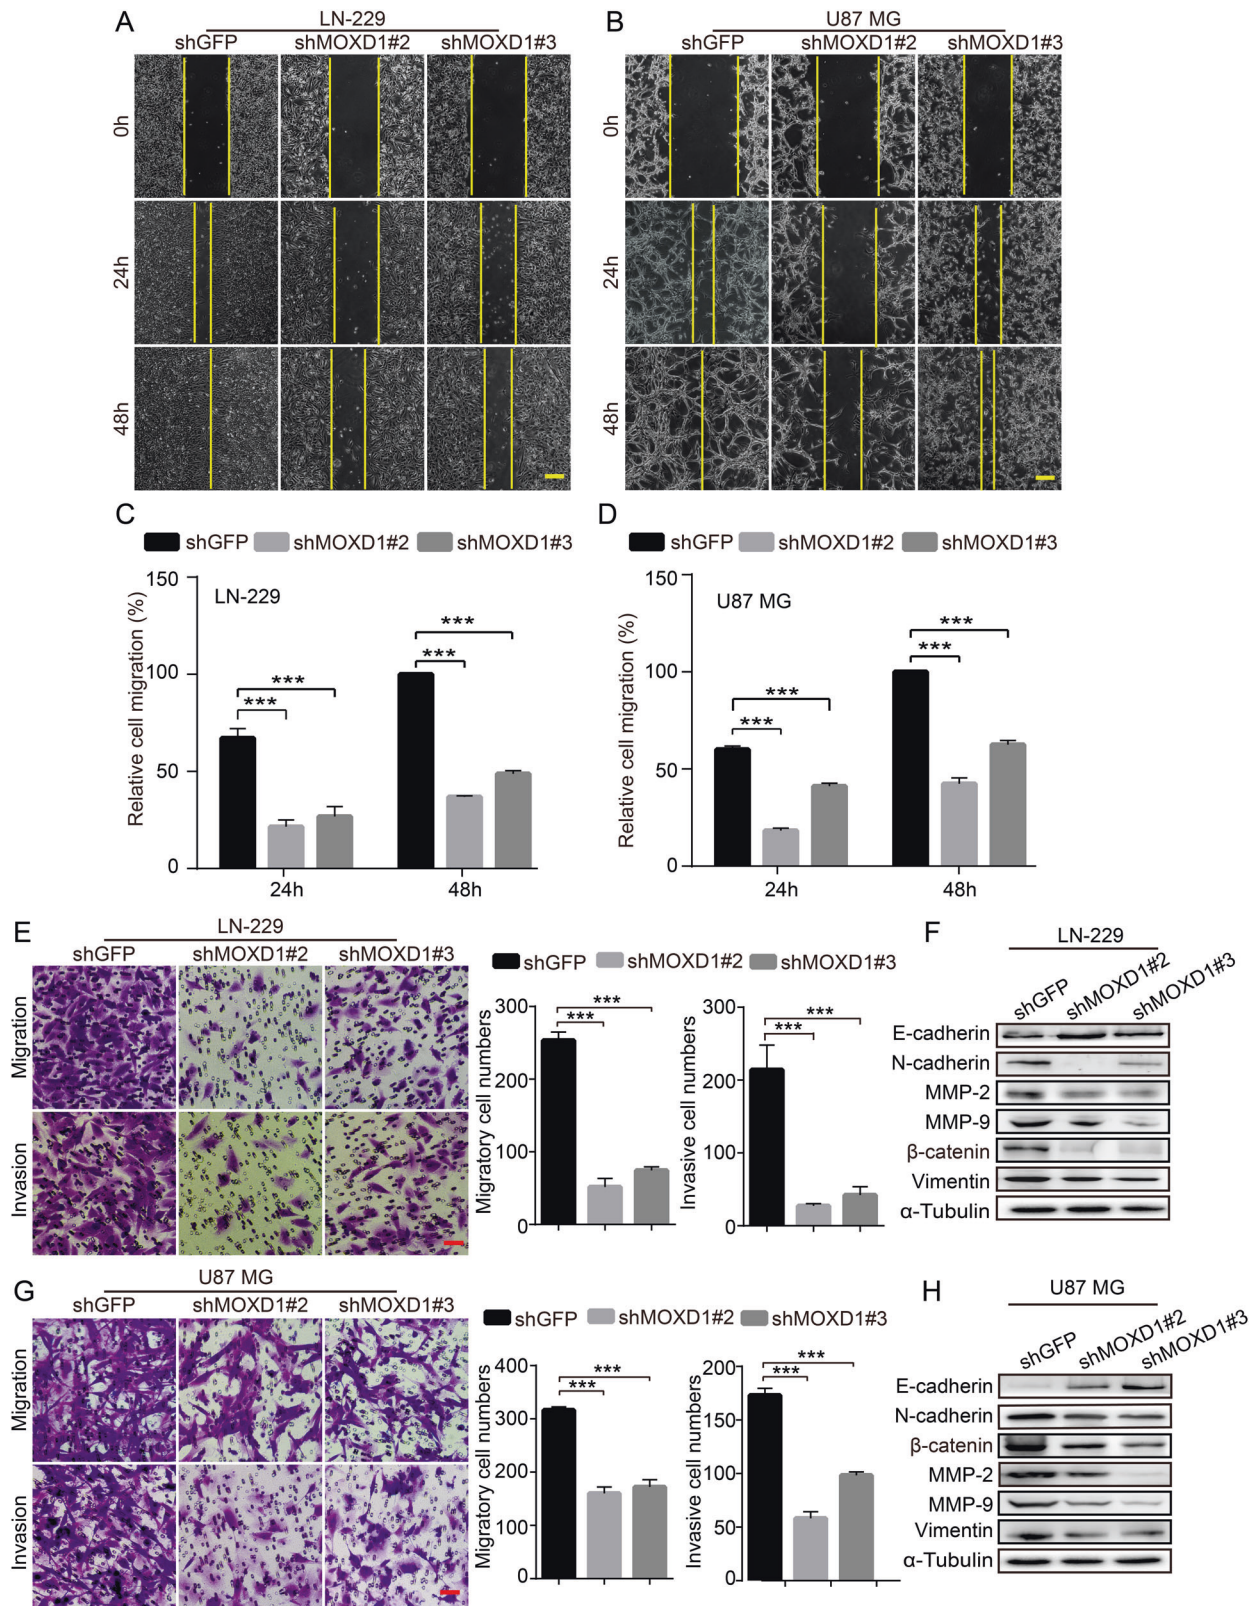 A
LN-229
shGFP shMOXD1#2 shMOXD1#3
0h
24h
48h
B
U87 MG
shGFP shMOXD1#2 shMOXD1#3
0h
24h
48h
C
shGFP shMOXD1#2 shMOXD1#3
Relative cell migration (%)
150
100
50
0
LN-229
***
***
***
***
24h 48h
D
shGFP shMOXD1#2 shMOXD1#3
Relative cell migration (%)
150
100
50
0
U87 MG
***
***
***
***
24h 48h
E
LN-229
shGFP shMOXD1#2 shMOXD1#3
Migration
Invasion
shGFP shMOXD1#2 shMOXD1#3
Migratory cell numbers
300
200
100
0
***
***
Invasive cell numbers
300
200
100
0
***
***
F
LN-229
shGFP shMOXD1#2 shMOXD1#3
E-cadherin
N-cadherin
MMP-2
MMP-9
β-catenin
Vimentin
α-Tubulin
G
U87 MG
shGFP shMOXD1#2 shMOXD1#3
Migration
Invasion
shGFP shMOXD1#2 shMOXD1#3
Migratory cell numbers
400
300
200
100
0
***
***
Invasive cell numbers
200
150
100
50
0
***
***
H
U87 MG
shGFP shMOXD1#2 shMOXD1#3
E-cadherin
N-cadherin
β-catenin
MMP-2
MMP-9
Vimentin
α-Tubulin